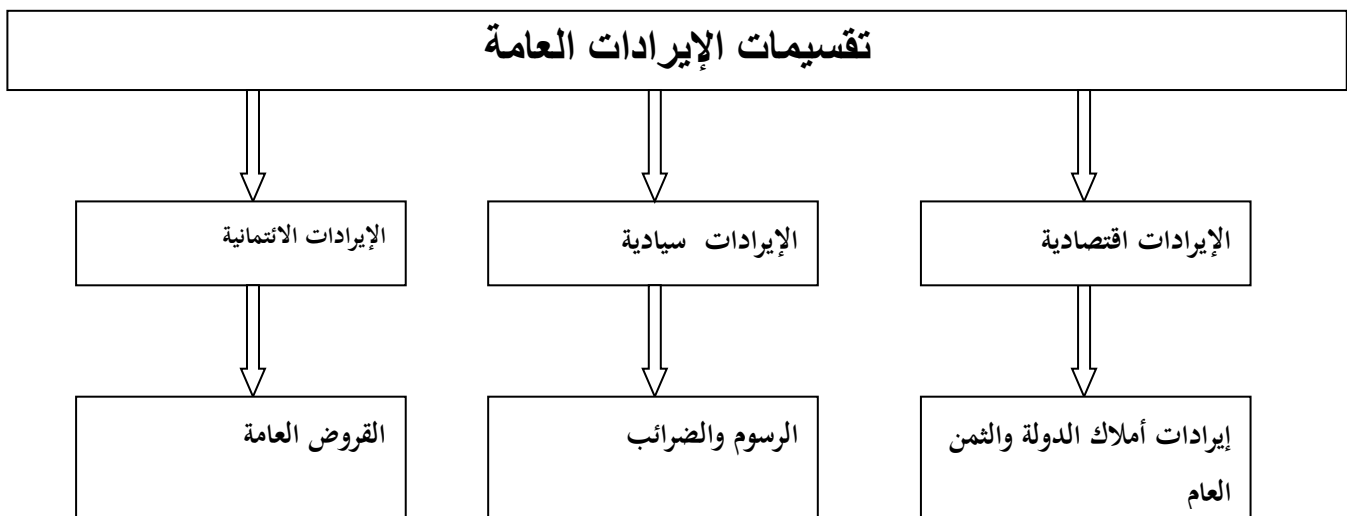 تقسيمات الإيرادات العامة
الإيرادات اقتصادية
الإيرادات سيادية
الإيرادات الائتمانية
إيرادات أملاك الدولة والثمن
العام
الرسوم والضرائب
القروض العامة